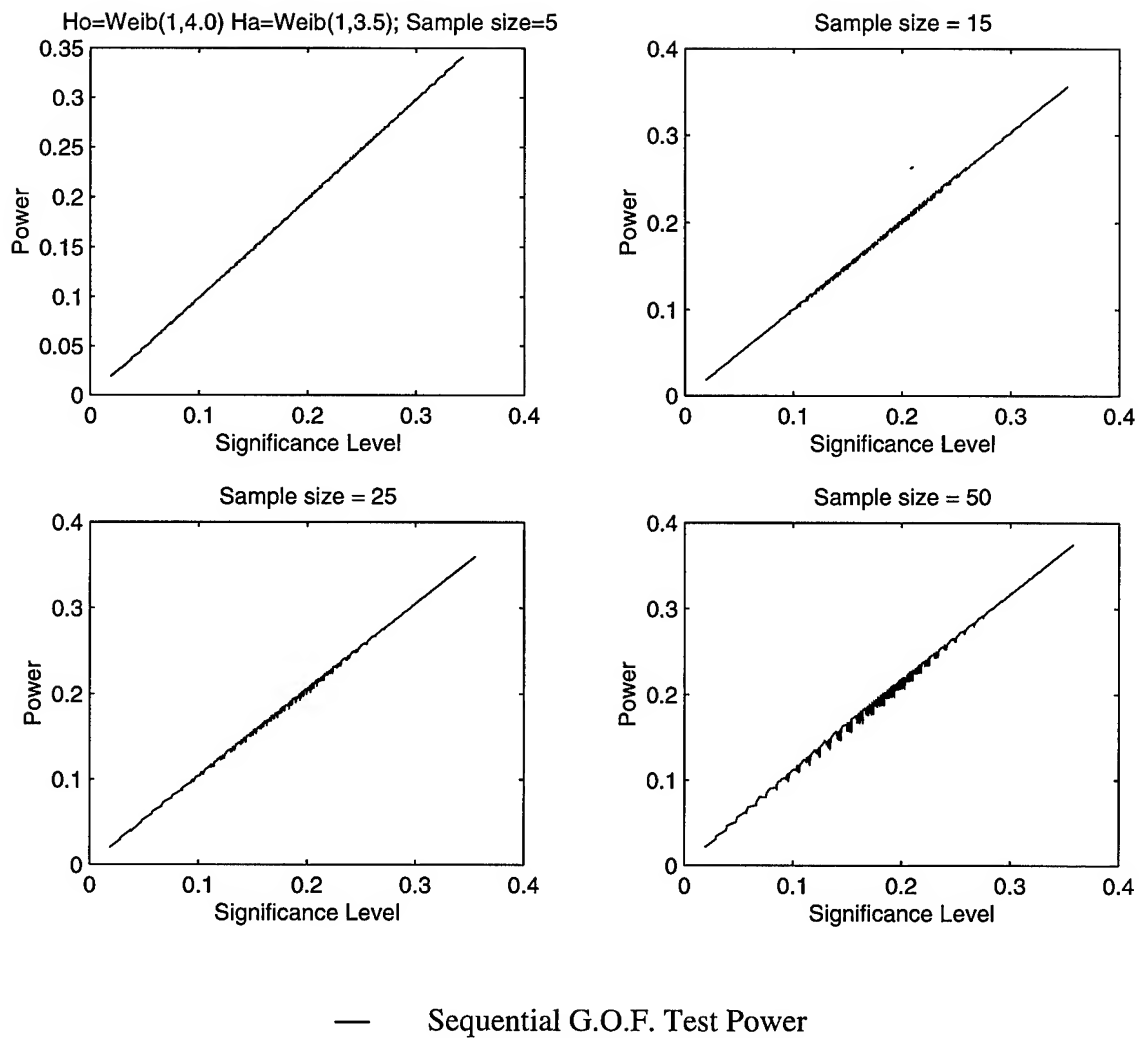 Ho=Weib(1,4.0) Ha=Weib(1,3.5); Sample size=5
0.35
0.3
0.25
0.2
0.15
0.1
0.05
0
Power
0 0.1 0.2 0.3 0.4
Significance Level
Sample size = 15
0.4
0.3
0.2
0.1
0
Power
0 0.1 0.2 0.3 0.4
Significance Level
Sample size = 25
0.4
0.3
0.2
0.1
0
Power
0 0.1 0.2 0.3 0.4
Significance Level
Sample size = 50
0.4
0.3
0.2
0.1
0
Power
0 0.1 0.2 0.3 0.4
Significance Level
Sequential G.O.F. Test Power